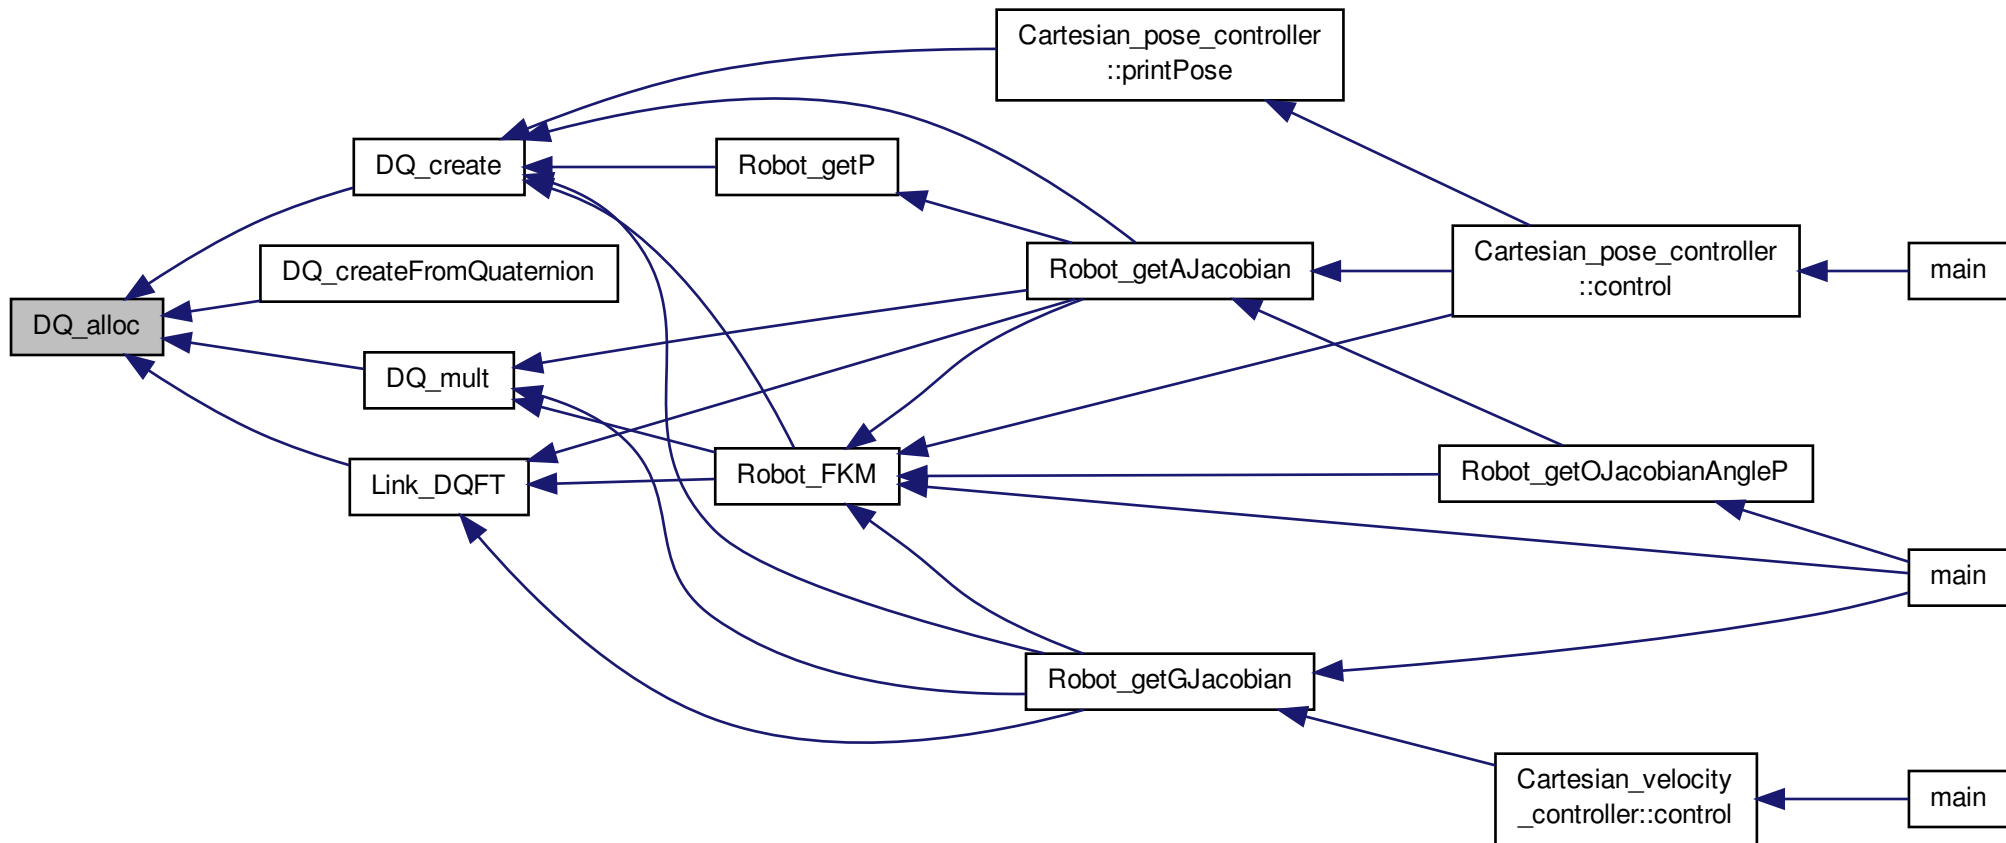 DQ_alloc
DQ_create
DQ_createFromQuaternion
DQ_mult
Link_DQFT
Robot_getP
Robot_FKM
Cartesian_pose_controller
::printPose
Robot_getAJacobian
Robot_getGJacobian
Cartesian_pose_controller
::control
Robot_getOJacobianAngleP
Cartesian_velocity
_controller::control
main
main
main